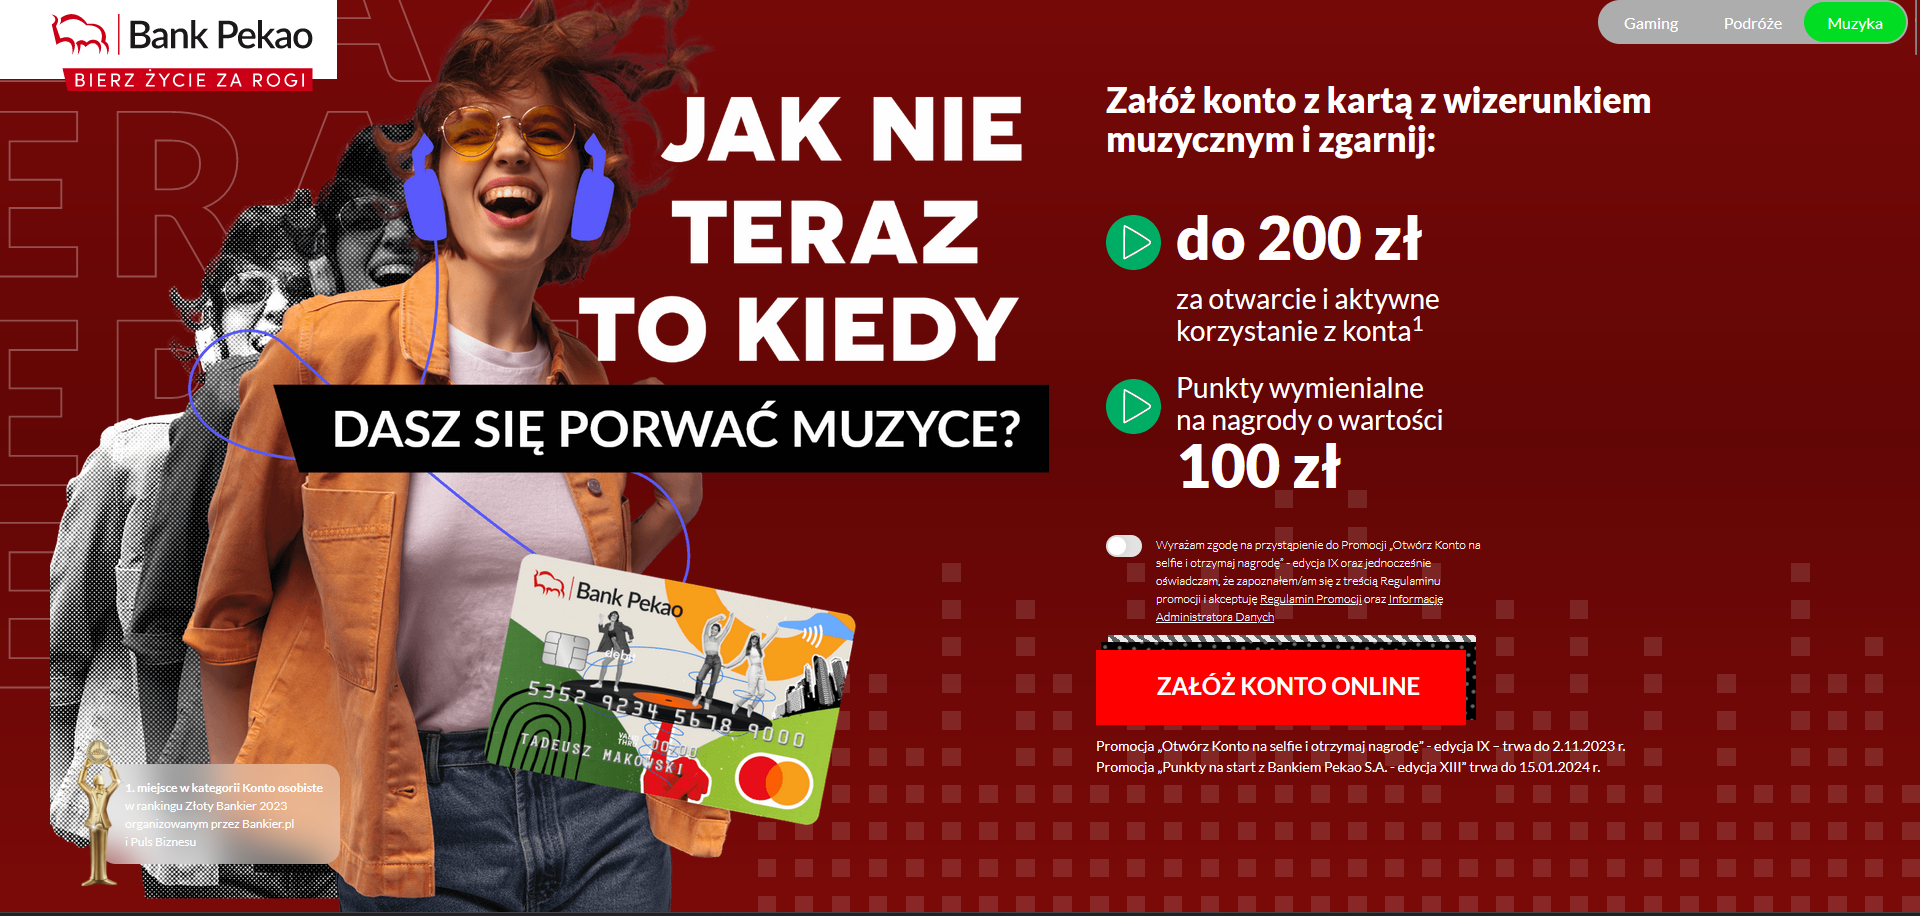 Bank Pekao
BIERZ ŻYCIE ZA ROGI
Gaming
Podróże
Muzyka
JAK NIE
TERAZ
TO KIEDY
DASZ SIĘ PORWAĆ MUZYCE?
Załóż konto z kartą z wizerunkiem
muzycznym i zgarnij:
do 200 zł
za otwarcie i aktywne
korzystanie z konta¹
Punkty wymienialne
na nagrody o wartości
100 zł
Wyrażam zgodę na przystąpienie do Promocji „Otwórz Konto na
selfie i otrzymaj nagrodę” - edycja IX oraz jednocześnie
oświadczam, że zapoznałem/am się z treścią Regulaminu
promocji i akceptuję Regulamin Promocji oraz Informację
Administratora Danych
ZAŁÓŻ KONTO ONLINE
Promocja „Otwórz Konto na selfie i otrzymaj nagrodę” - edycja IX – trwa do 2.11.2023 r.
Promocja „Punkty na start z Bankiem Pekao S.A. - edycja XIII” trwa do 15.01.2024 r.
Bank Pekao
debit
5352 9234 5678 9000
VALID
THRU
00/00
TADEUSZ MAKOWSKI
1. miejsce w kategorii Konto osobiste
w rankingu Złoty Bankier 2023
organizowanym przez Bankier.pl
i Puls Biznesu